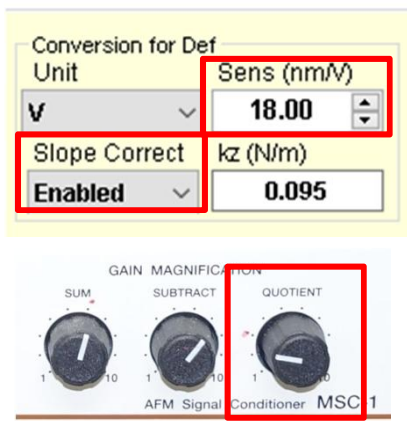 Conversion for Def
Unit Sens (nm/V)
V 18.00
Slope Correct kz (N/m)
Enabled 0.095
GAIN MAGNIFICATION
SUM SUBTRACT QUOTIENT
1 10 1 10 1 10
AFM Signal Conditioner MSC-1